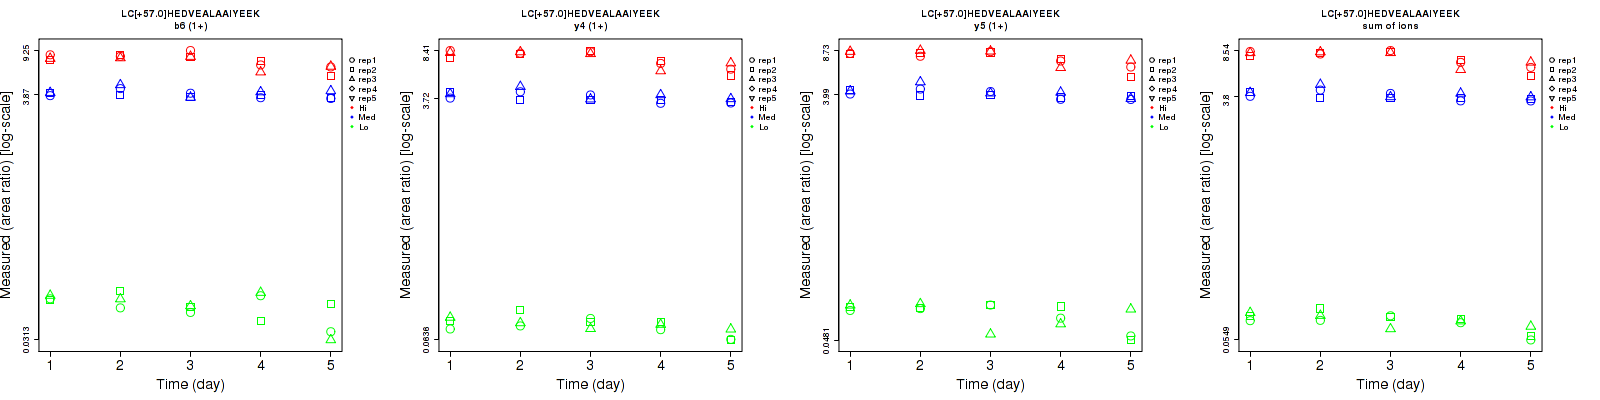 LC[+57.0]HEDVEALAAIYEEK
b6 (1+)
Measured (area ratio) [log-scale]
9.25
3.87
0.0313
1 2 3 4 5
Time (day)
rep1
rep2
rep3
rep4
rep5
Hi
Med
Lo
LC[+57.0]HEDVEALAAIYEEK
y4 (1+)
Measured (area ratio) [log-scale]
8.41
3.72
0.0636
1 2 3 4 5
Time (day)
rep1
rep2
rep3
rep4
rep5
Hi
Med
Lo
LC[+57.0]HEDVEALAAIYEEK
y5 (1+)
Measured (area ratio) [log-scale]
8.73
3.99
0.0481
1 2 3 4 5
Time (day)
rep1
rep2
rep3
rep4
rep5
Hi
Med
Lo
LC[+57.0]HEDVEALAAIYEEK
sum of ions
Measured (area ratio) [log-scale]
8.54
3.8
0.0549
1 2 3 4 5
Time (day)
rep1
rep2
rep3
rep4
rep5
Hi
Med
Lo